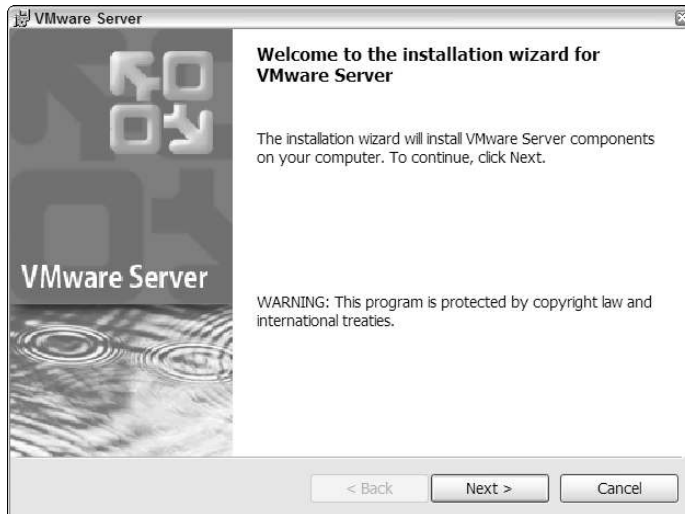 VMware Server
Welcome to the installation wizard for
VMware Server
The installation wizard will install VMware Server components
on your computer. To continue, click Next.
VMware Server
WARNING: This program is protected by copyright law and
international treaties.
< Back
Next >
Cancel